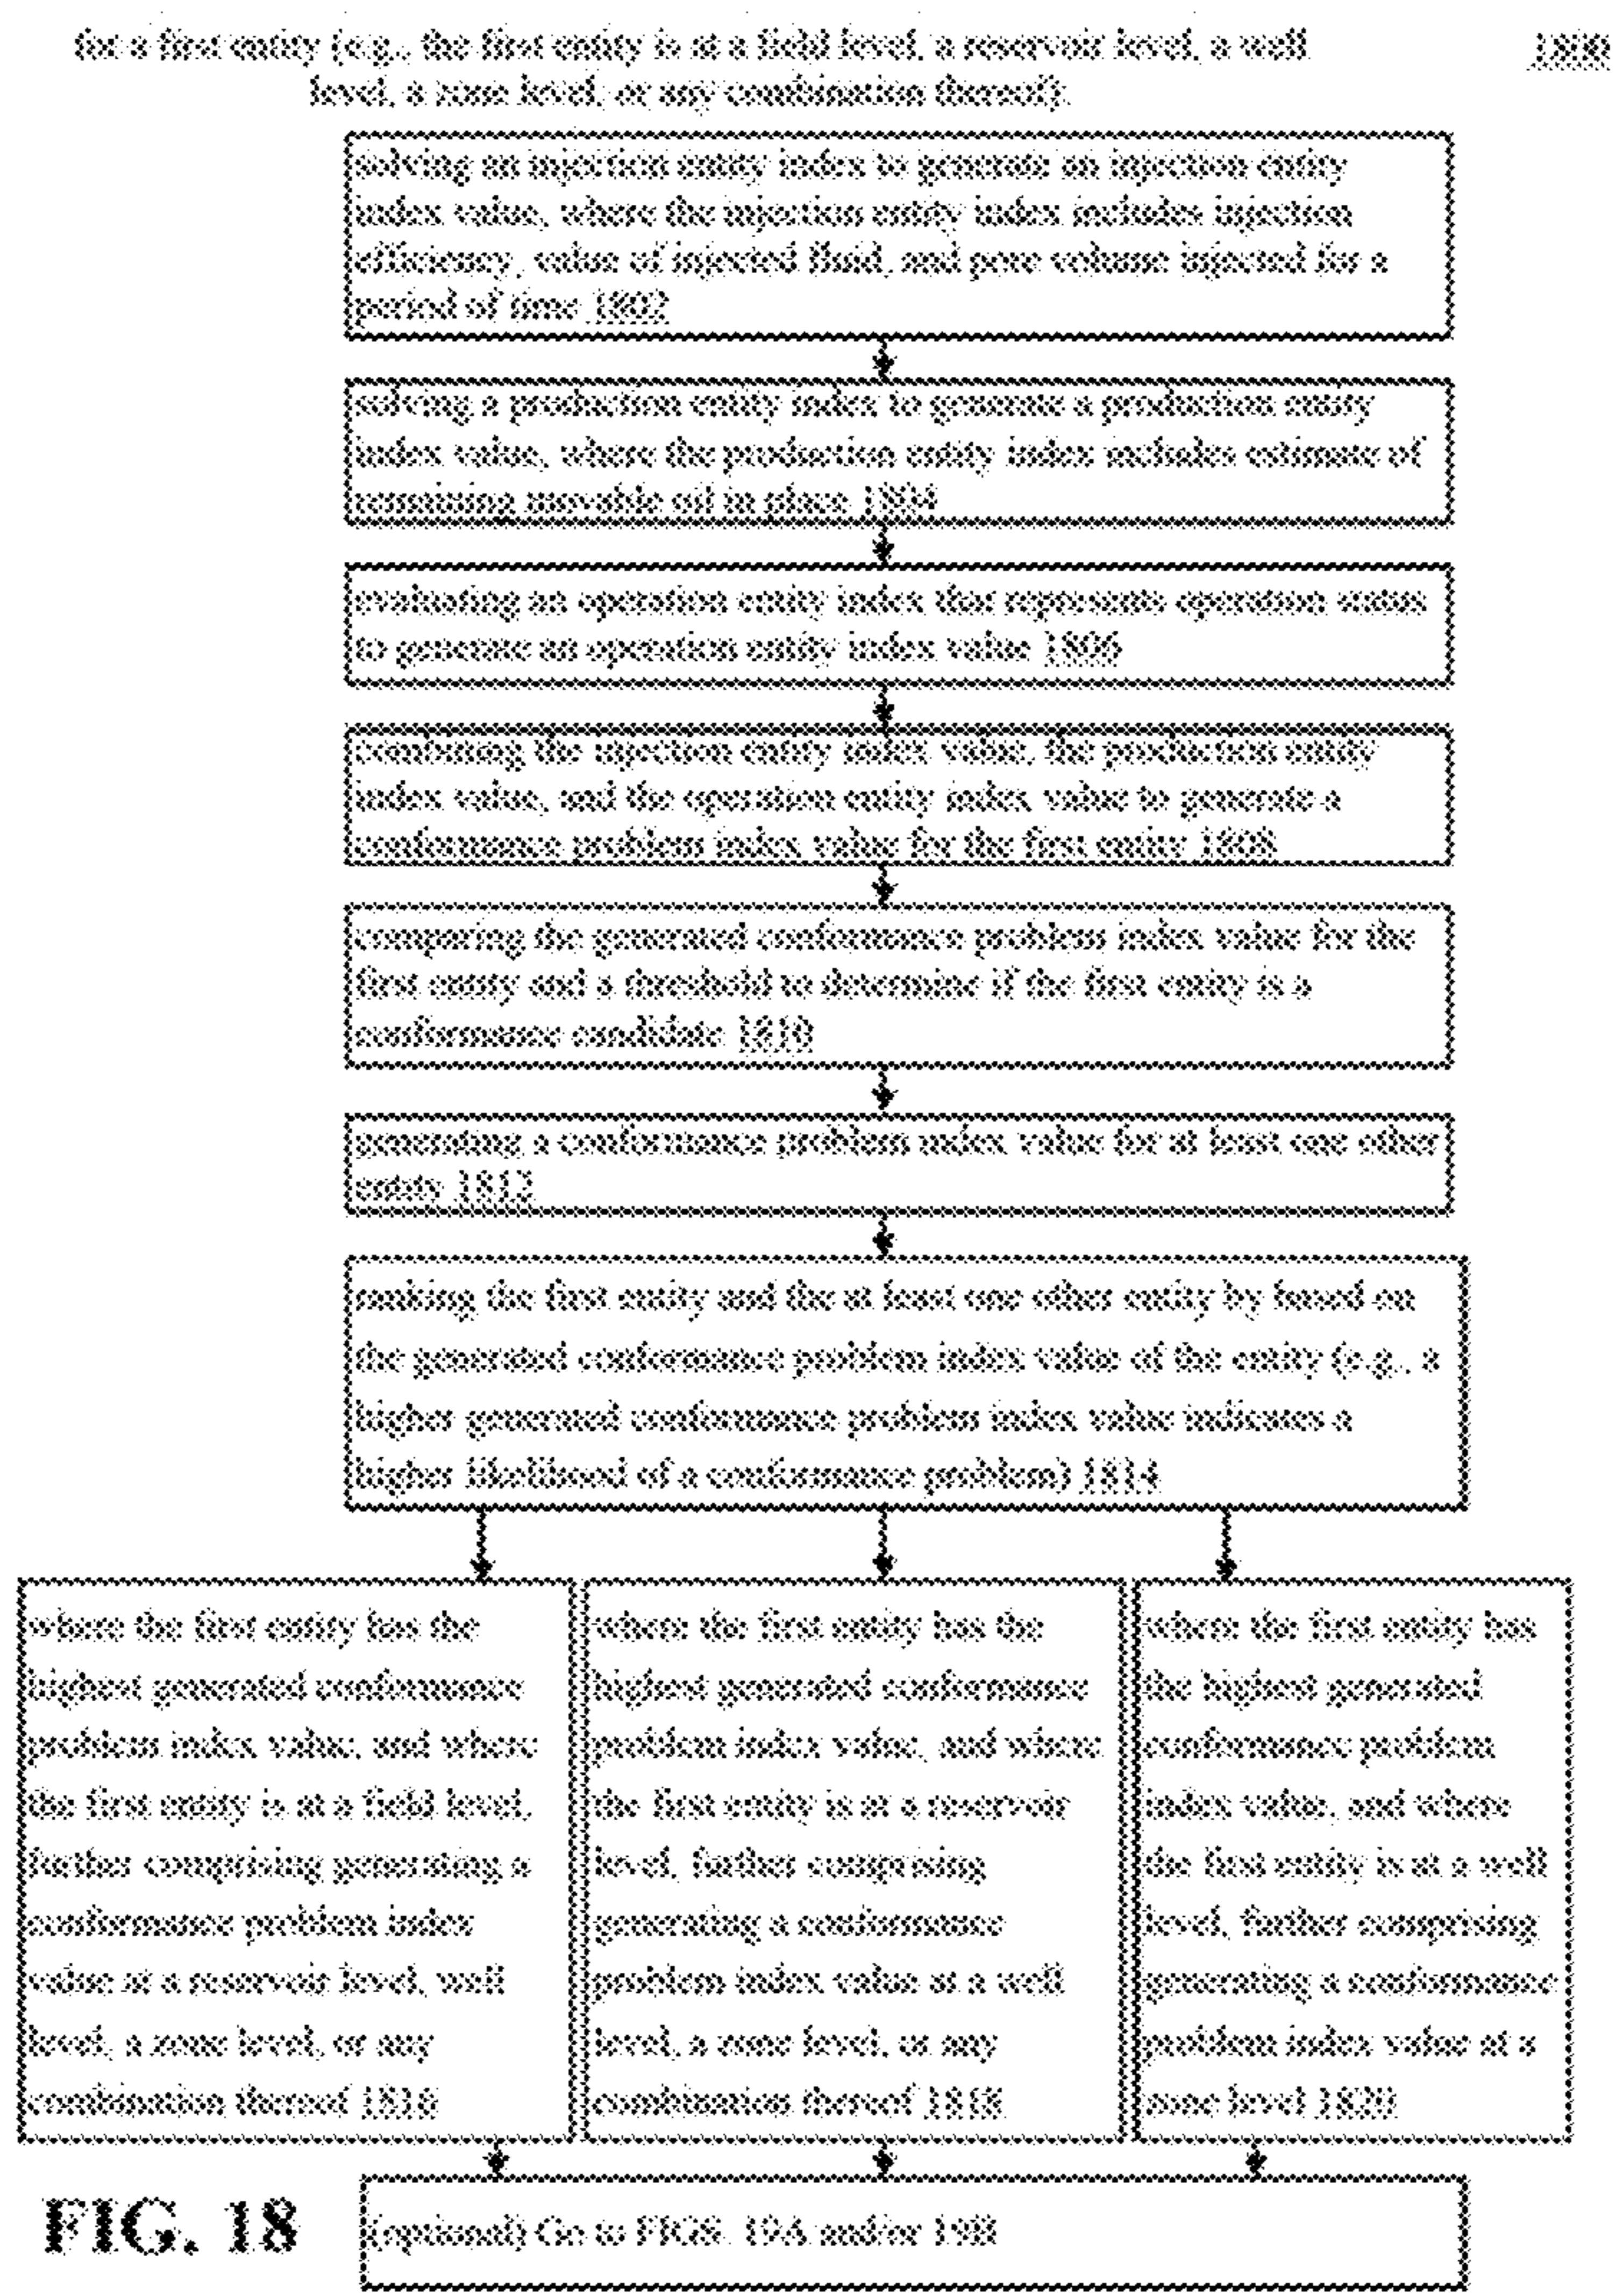 for a first entity (e.g., the first entity is at a field level, a reservoir level, a well
1800
level, a zone level, or any combination thereof):
solving an injection entity index to generate an injection entity
index value, where the injection entity index includes injection
efficiency, value of injected fluid, and pore volume injected for a
period of time 1802
solving a production entity index to generate a production entity
index value, where the production entity index includes estimate of
remaining movable oil in place 1804
evaluating an operation entity index that represents operation status
to generate an operation entity index value 1806
combining the injection entity index value, the production entity
index value, and the operation entity index value to generate a
conformance problem index value for the first entity 1808
comparing the generated conformance problem index value for the
first entity and a threshold to determine if the first entity is a
conformance candidate 1810
generating a conformance problem index value for at least one other
entity 1812
ranking the first entity and the at least one other entity by based on
the generated conformance problem index value of the entity (e.g., a
higher generated conformance problem index value indicates a
higher likelihood of a conformance problem) 1814
where the first entity has the
highest generated conformance
problem index value, and where
the first entity is at a field level,
further comprising generating a
conformance problem index
value at a reservoir level, well
level, a zone level, or any
combination thereof 1816
where the first entity has the
highest generated conformance
problem index value, and where
the first entity is at a reservoir
level, further comprising
generating a conformance
problem index value at a well
level, a zone level, or any
combination thereof 1818
where the first entity has
the highest generated
conformance problem
index value, and where
the first entity is at a well
level, further comprising
generating a conformance
problem index value at a
zone level 1820
FIG. 18
(optional) Go to FIGS. 19A and/or 19B